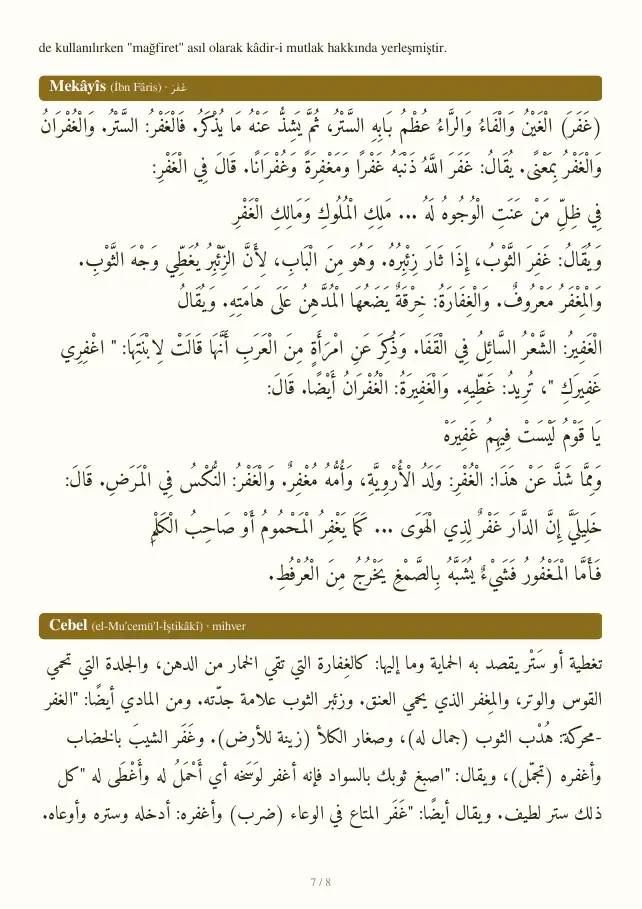 de kullanılırken "mağfiret" asıl olarak kâdir-i mutlak hakkında yerleşmiştir.
Mekâyîs (İbn Fâris) · غَفَرَ
(غَفَرَ) الْغَيْنُ وَالْفَاءُ وَالرَّاءُ عُظْمُ بَابِهِ السَّتْرُ، ثُمَّ يَشِذُّ عَنْهُ مَا يُذْكَرُ. فَالْغَفْرُ: السَّتْرُ. وَالْغُفْرَانُ
وَالْغَفْرُ بِمَعْنًى. يُقَالُ: غَفَرَ اللَّهُ ذَنْبَهُ غَفْرًا وَمَغْفِرَةً وَغُفْرَانًا. قَالَ فِي الْغَفْرِ:
فِي ظِلِّ مَنْ عَنَتِ الْوُجُوهُ لَهُ ... مَلِكِ الْمُلُوكِ وَمَالِكِ الْغَفْرِ
وَيُقَالُ: غَفِرَ الثَّوْبُ، إِذَا ثَارَ زِئْبِرُهُ. وَهُوَ مِنَ الْبَابِ، لِأَنَّ الزِّئْبِرَ يُغَطِّي وَجْهَ الثَّوْبِ.
وَالْمِغْفَرُ مَعْرُوفٌ. وَالْغِفَارَةُ: خِرْقَةٌ يَضَعُهَا الْمُدَّهِنُ عَلَى هَامَتِهِ. وَيُقَالُ
الْغَفِيرُ: الشَّعْرُ السَّائِلُ فِي الْقَفَا. وَذُكِرَ عَنِ امْرَأَةٍ مِنَ الْعَرَبِ أَنَّهَا قَالَتْ لِابْنَتِهَا: " اغْفِرِي
غَفِيرَكِ "، تُرِيدُ: غَطِّيهِ. وَالْغَفِيرَةُ: الْغُفْرَانُ أَيْضًا. قَالَ:
يَا قَوْمُ لَيْسَتْ فِيهِمُ غَفِيرَهْ
وَمِمَّا شَذَّ عَنْ هَذَا: الْغُفْرِ: وَلَدُ الْأُرْوِيَّةِ، وَأُمُّهُ مُغْفِرٌ. وَالْغَفْرُ: النُّكْسُ فِي الْمَرَضِ. قَالَ:
خَلِيلَيَّ إِنَّ الدَّارَ غَفْرٌ لِذِي الْهَوَى ... كَمَا يَغْفِرُ الْمَحْمُومُ أَوْ صَاحِبُ الْكَلْمِ
فَأَمَّا الْمَغْفُورُ فَشَيْءٌ يُشَبَّهُ بِالصَّمْغِ يَخْرُجُ مِنَ الْعُرْفُطِ.
Cebel (el-Mu'cemü'l-İştikâkî) · mihver
تغطية أو سَتْر يقصد به الحماية وما إليها: كالغِفارة التي تقي الخمار من الدهن، والجلدة التي تحمي
القوس والوتر، والمِغفر الذي يحمي العنق. وزئبر الثوب علامة جدّته. ومن المادي أيضًا: "الغفر
-محركة: هُدْب الثوب (جمال له)، وصغار الكلأ (زينة للأرض). وغَفَر الشيبَ بالخضاب
وأغفره (تجمّل)، ويقال: "اصبغ ثوبك بالسواد فإنه أغفر لوَسَخه أي أَحْمَلُ له وأَغْطَى له "كل
ذلك ستر لطيف. ويقال أيضًا: "غَفَر المتاع في الوعاء (ضرب) وأغفره: أدخله وستره وأوعاه.
7 / 8